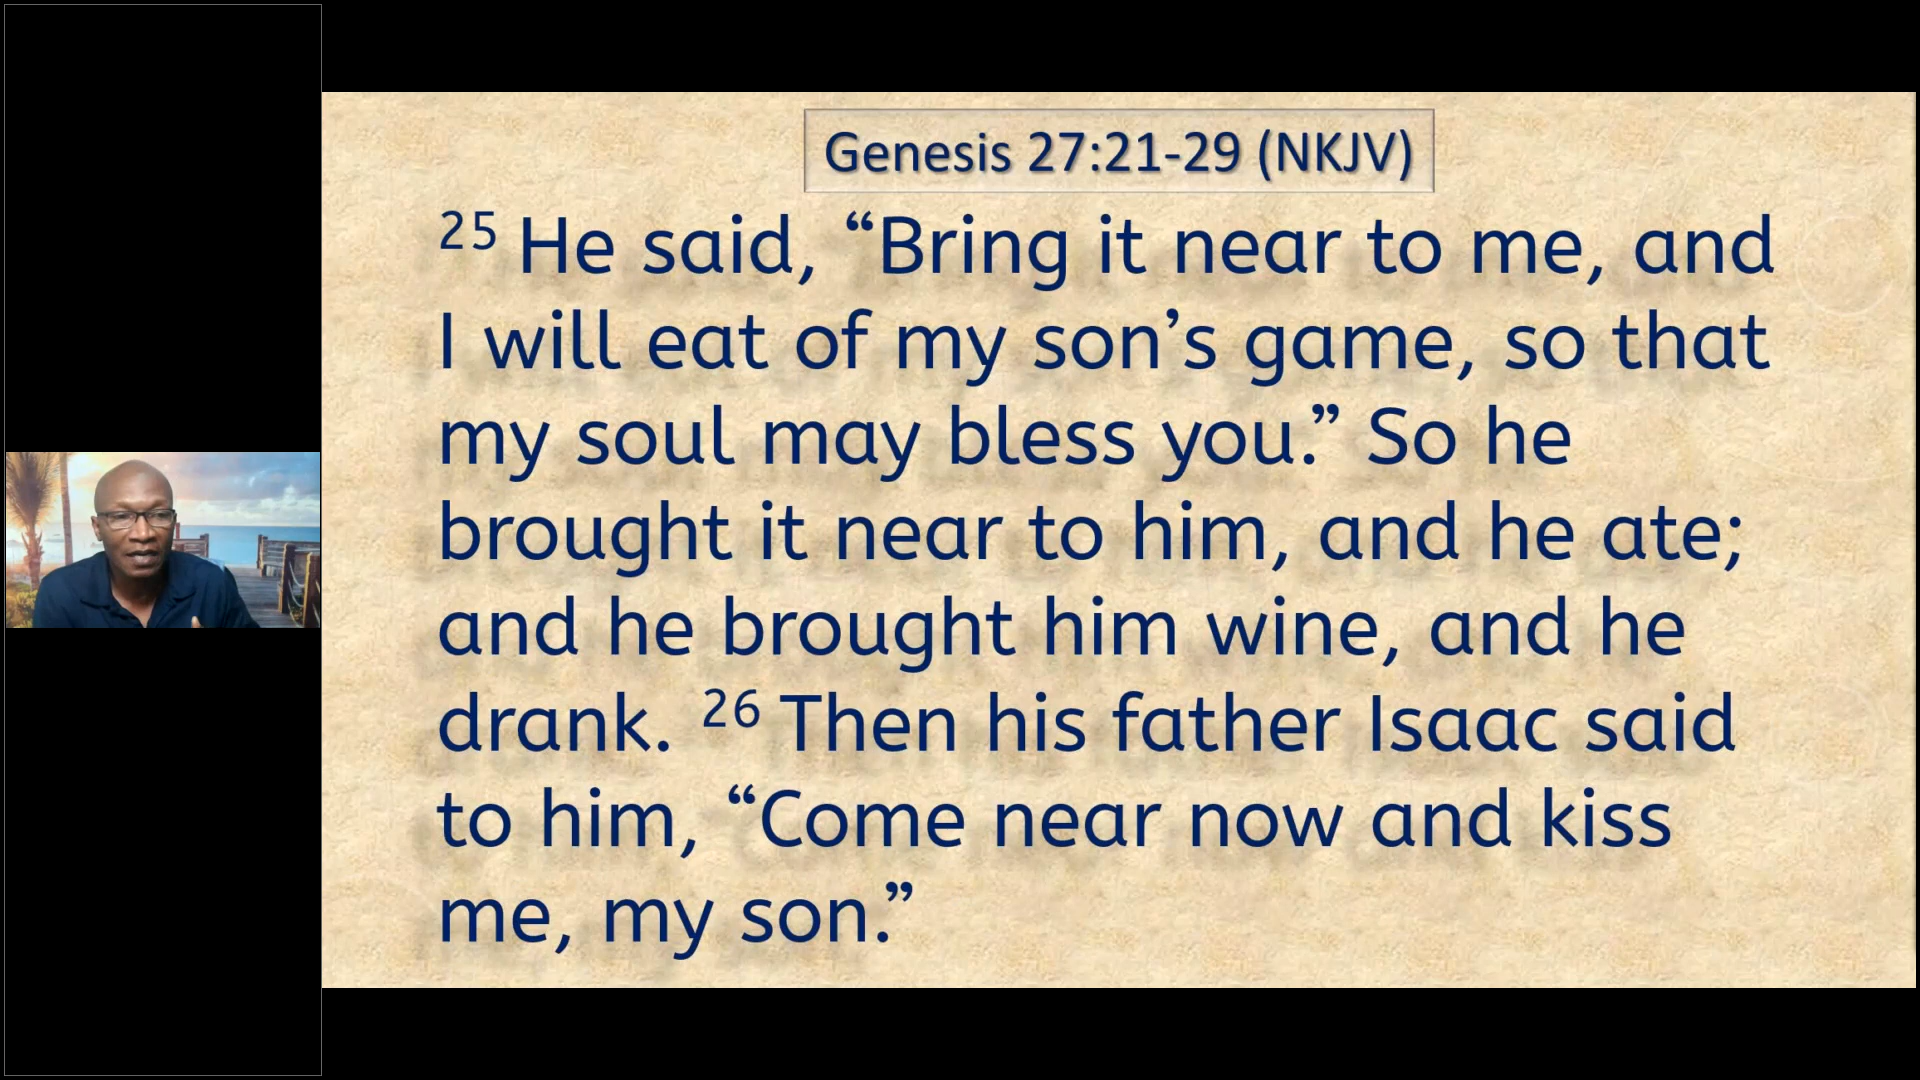 Genesis 27:21-29 (NKJV)
25 He said, “Bring it near to me, and
I will eat of my son’s game, so that
my soul may bless you.” So he
brought it near to him, and he ate;
and he brought him wine, and he
drank. 26 Then his father Isaac said
to him, “Come near now and kiss
me, my son.”